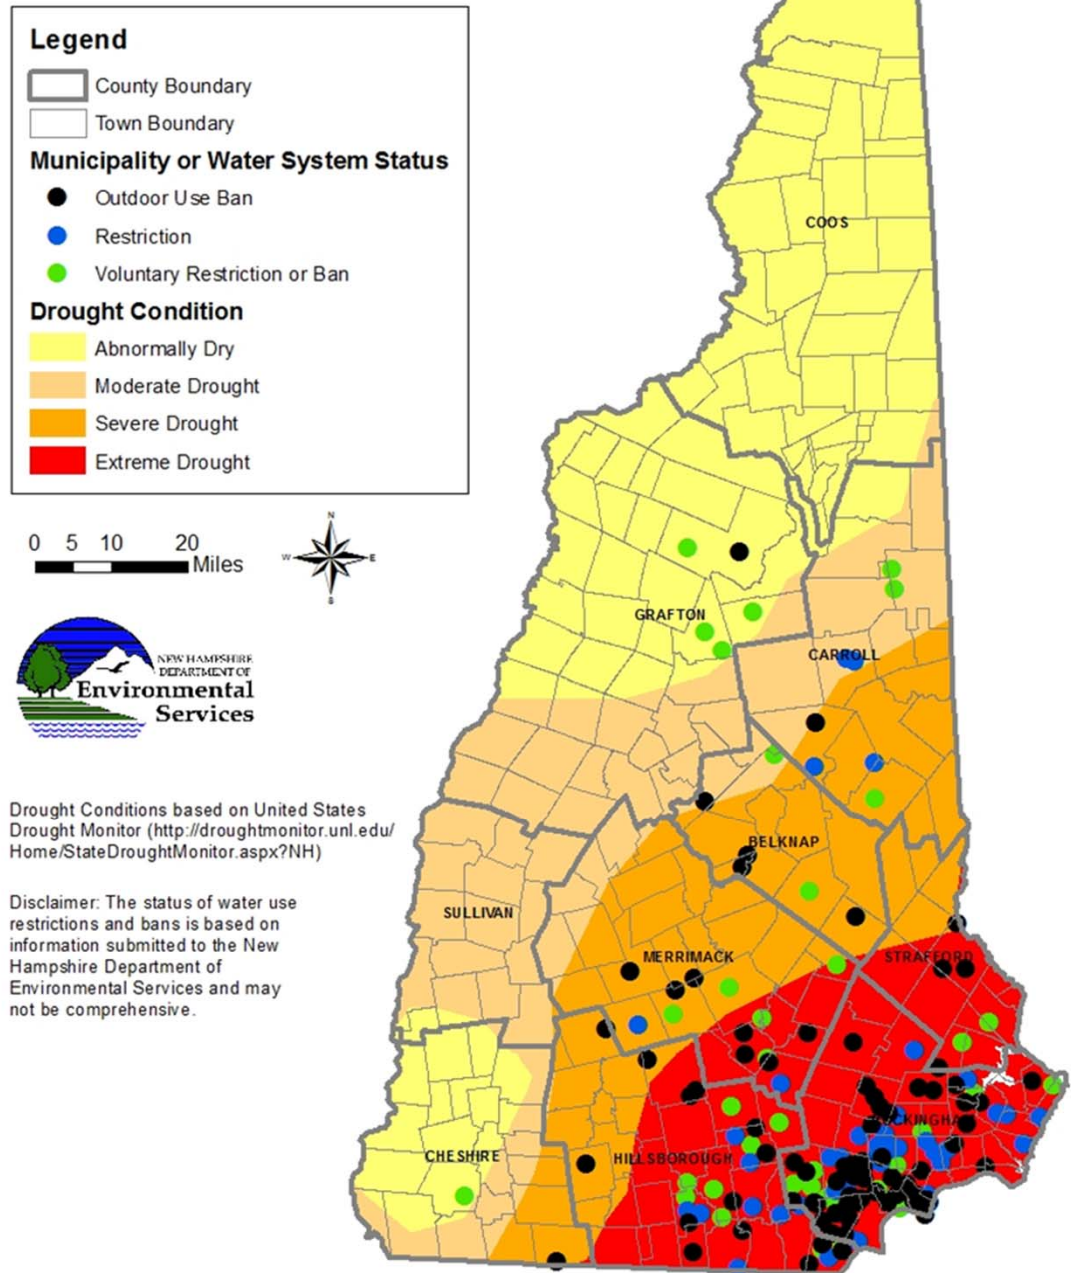 Legend
County Boundary
Town Boundary
Municipality or Water System Status
Outdoor Use Ban
Restriction
Voluntary Restriction or Ban
Drought Condition
Abnormally Dry
Moderate Drought
Severe Drought
Extreme Drought
0 5 10 20
Miles
N
W E
S
NEW HAMPSHIRE
DEPARTMENT OF
Environmental
Services
Drought Conditions based on United States
Drought Monitor (http://droughtmonitor.unl.edu/
Home/StateDroughtMonitor.aspx?NH)
Disclaimer: The status of water use
restrictions and bans is based on
information submitted to the New
Hampshire Department of
Environmental Services and may
not be comprehensive.
COOS
GRAFTON
CARROLL
BELKNAP
SULLIVAN
MERRIMACK
STRAFFORD
CHESHIRE
HILLSBOROUGH